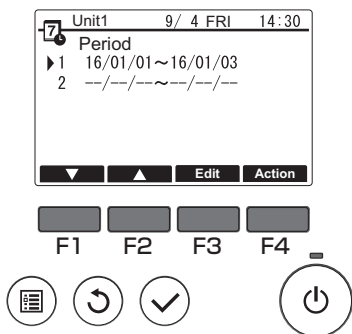 7 Unit1 9/ 4 FRI 14:30
Period
1 16/01/01~16/01/03
2 --/--/--~--/--/--
▼ ▲ Edit Action
F1 F2 F3 F4